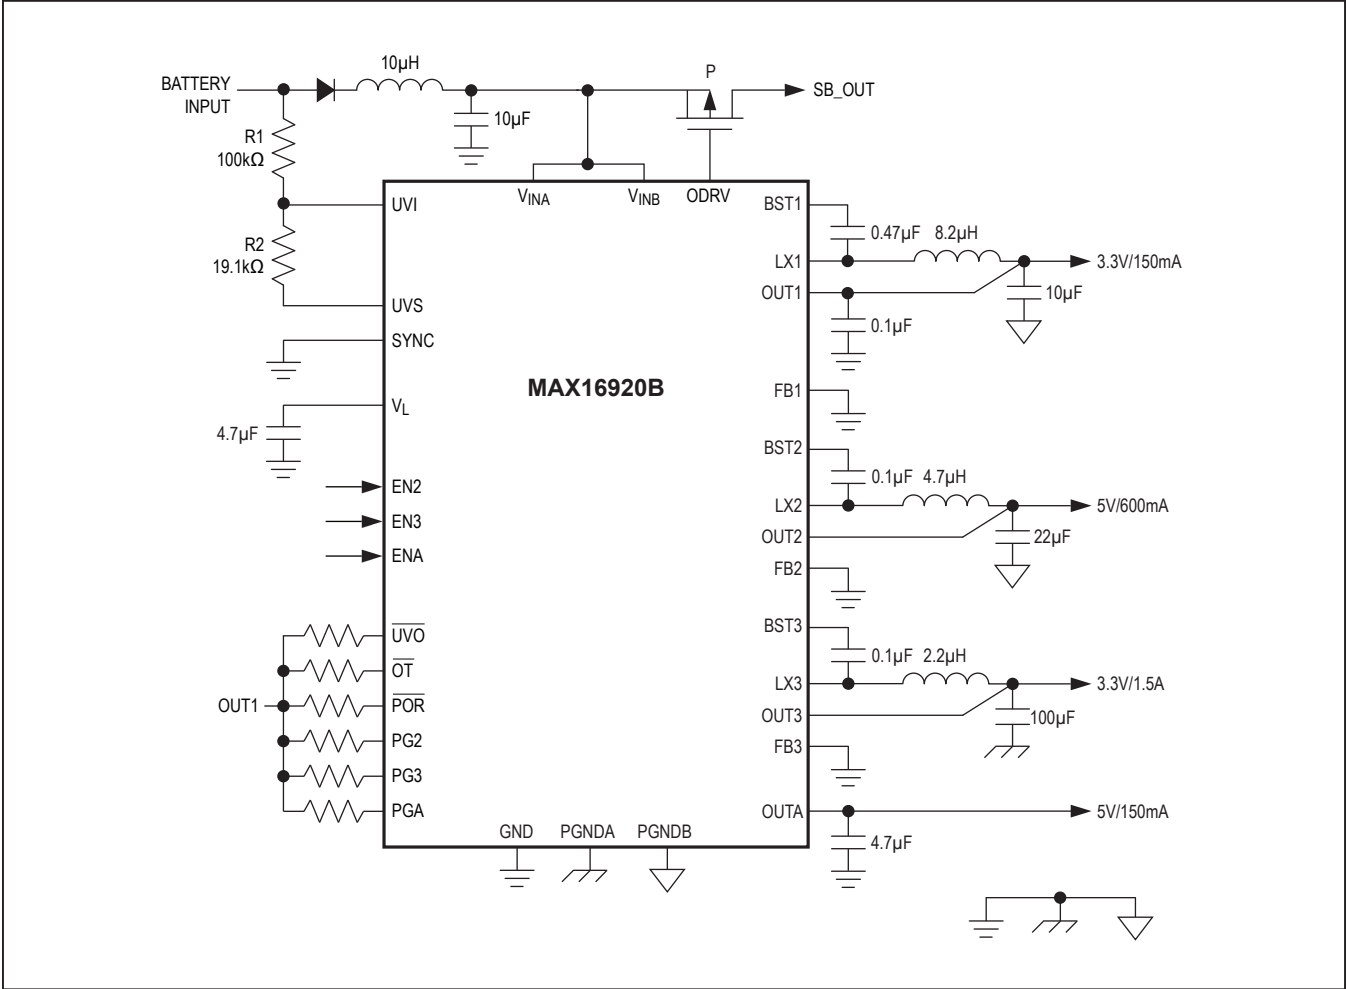 10µH
BATTERY
INPUT
P
SB_OUT
10µF
R1
100kΩ
VINA
VINB
ODRV
UVI
BST1
R2
19.1kΩ
0.47µF
8.2µH
LX1
3.3V/150mA
OUT1
10µF
UVS
0.1µF
SYNC
MAX16920B
FB1
VL
4.7µF
BST2
0.1µF
4.7µH
EN2
LX2
5V/600mA
EN3
OUT2
22µF
ENA
FB2
BST3
UVO
0.1µF
2.2µH
OT
LX3
3.3V/1.5A
OUT1
POR
OUT3
100µF
PG2
FB3
PG3
PGA
OUTA
5V/150mA
GND
PGNDA
PGNDB
4.7µF